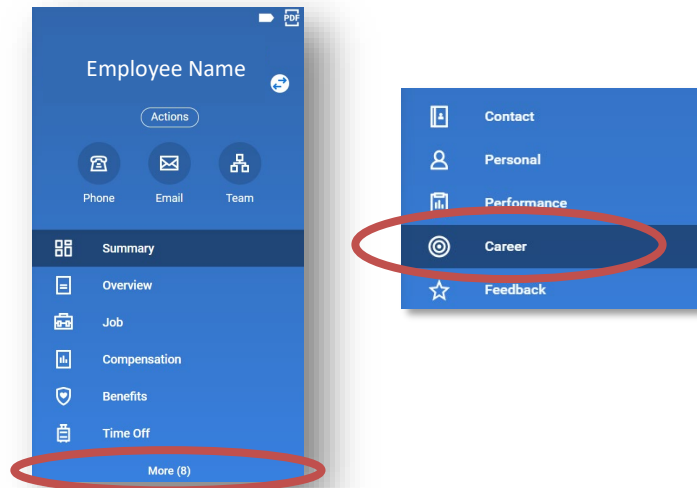 PDF
Employee Name
Actions
Phone Email Team
Summary
Overview
Job
Compensation
Benefits
Time Off
More (8)
Contact
Personal
Performance
Career
Feedback